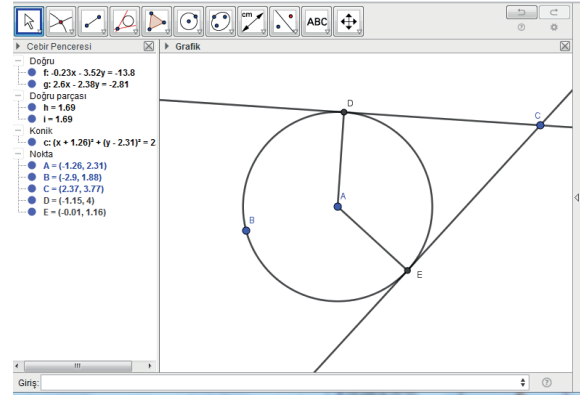 cm
ABC
Cebir Penceresi
Grafik
Doğru
f: -0.23x - 3.52y = -13.8
g: 2.6x - 2.38y = -2.81
Doğru parçası
h = 1.69
i = 1.69
Konik
c: (x + 1.26)² + (y - 2.31)² = 2
Nokta
A = (-1.26, 2.31)
B = (-2.9, 1.88)
C = (2.37, 3.77)
D = (-1.15, 4)
E = (-0.01, 1.16)
D
C
A
B
E
Giriş: